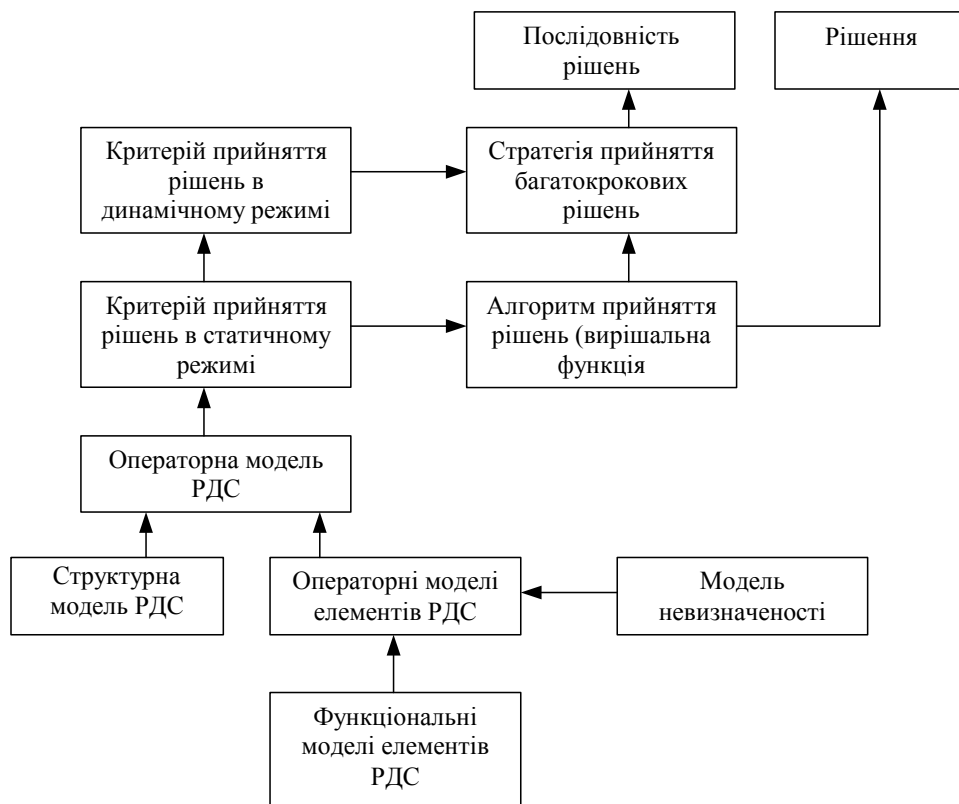 Послідовність
рішень
Рішення
Критерій прийняття
рішень в
динамічному режимі
Стратегія прийняття
багатокрокових
рішень
Критерій прийняття
рішень в статичному
режимі
Алгоритм прийняття
рішень (вирішальна
функція
Операторна модель
РДС
Структурна
модель РДС
Операторні моделі
елементів РДС
Модель
невизначеності
Функціональні
моделі елементів
РДС